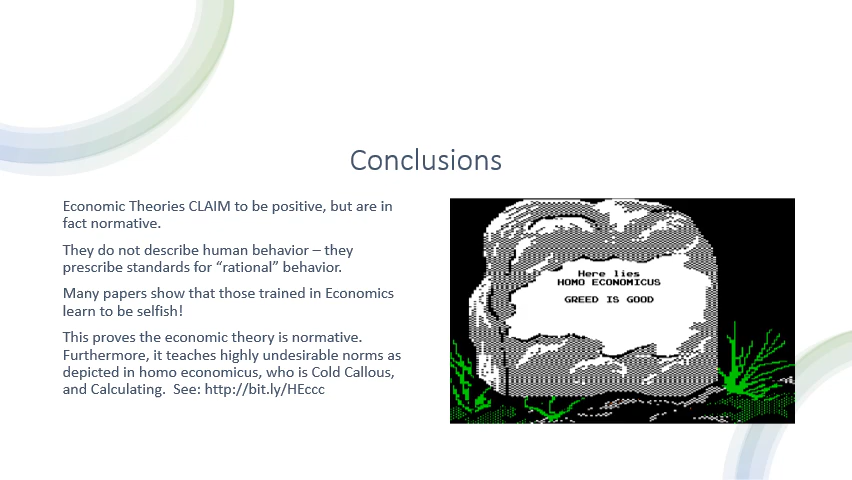 Conclusions
Economic Theories CLAIM to be positive, but are in
fact normative.
They do not describe human behavior – they
prescribe standards for “rational” behavior.
Many papers show that those trained in Economics
learn to be selfish!
This proves the economic theory is normative.
Furthermore, it teaches highly undesirable norms as
depicted in homo economicus, who is Cold Callous,
and Calculating.  See: http://bit.ly/HEccc
Here lies
HOMO ECONOMICUS
GREED IS GOOD